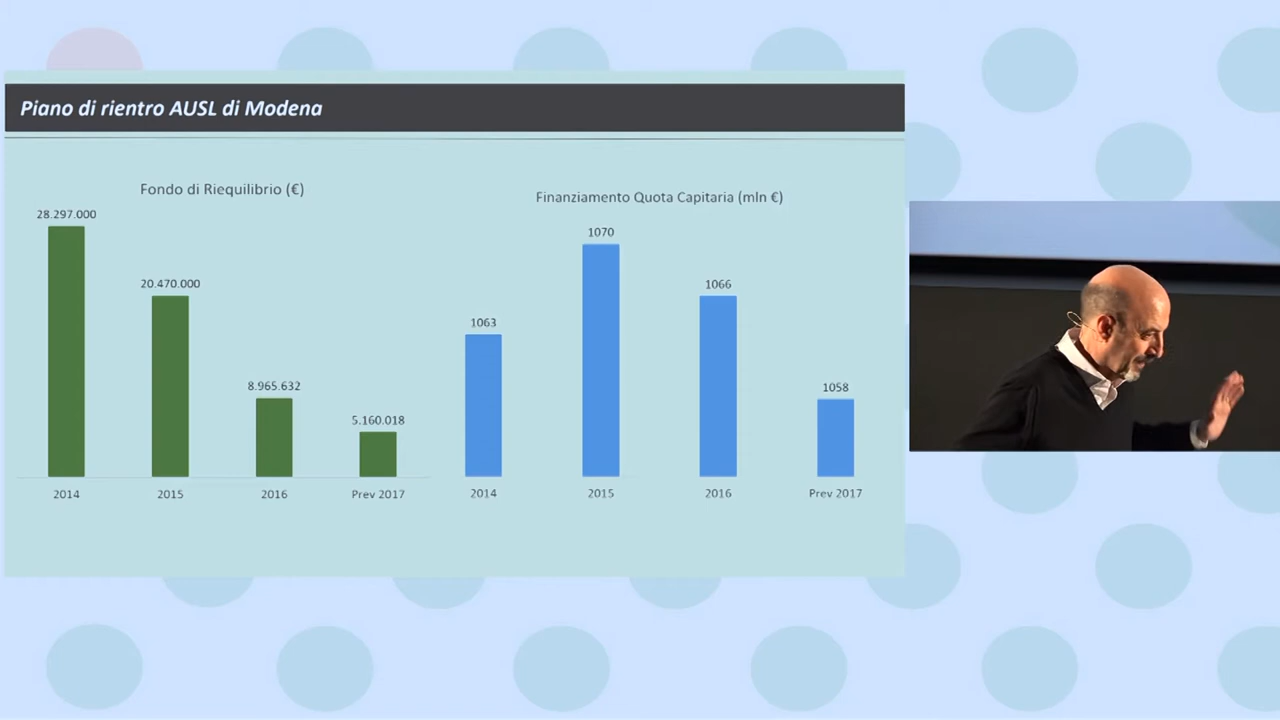 Piano di rientro AUSL di Modena
Fondo di Riequilibrio (€)
28.297.000
20.470.000
8.965.632
5.160.018
2014
2015
2016
Prev 2017
Finanziamento Quota Capitaria (mln €)
1063
1070
1066
1058
2014
2015
2016
Prev 2017